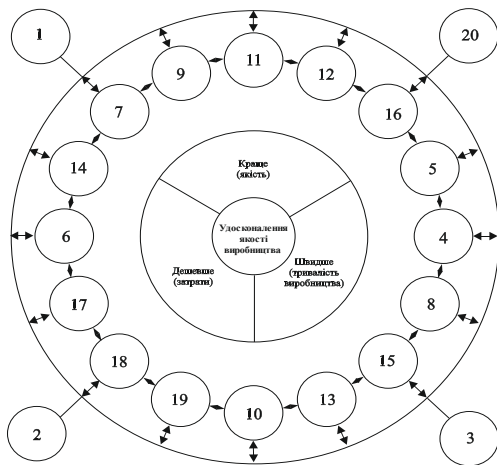 1
20
11
9
12
7
16
14
5
Краще
(якість)
6
Удосконалення
якості
виробництва
4
Дешевше
(затрати)
Швидше
(тривалість
виробництва)
17
8
18
15
19
10
13
2
3